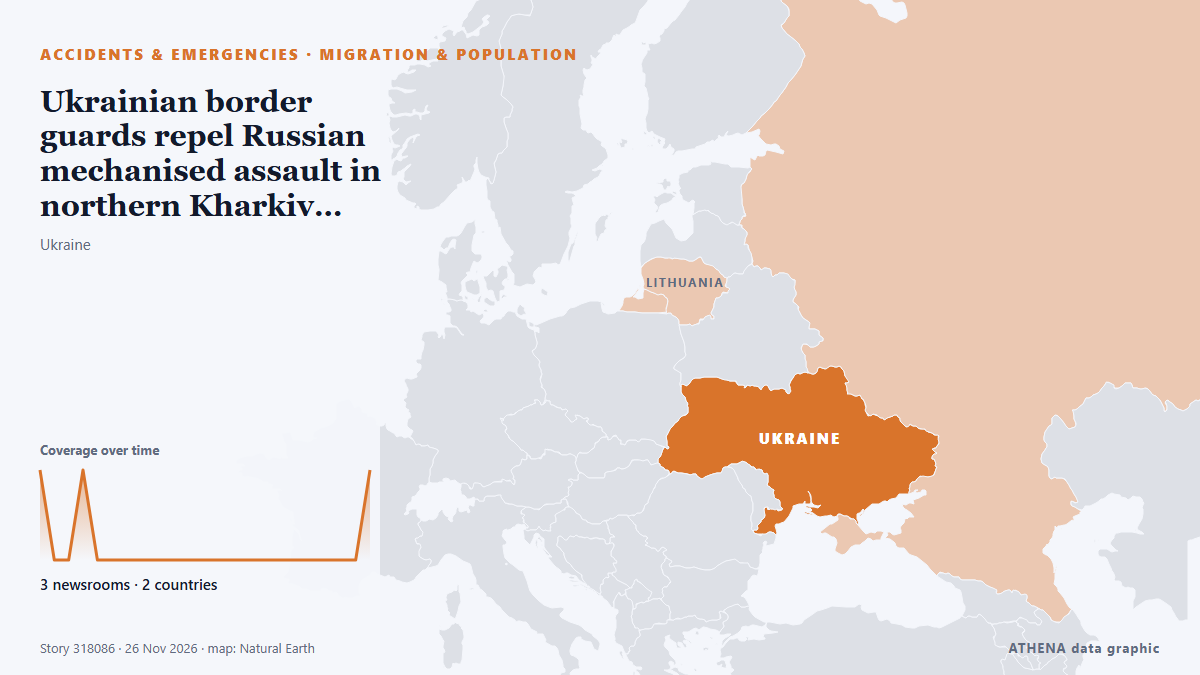 ACCIDENTS & EMERGENCIES · MIGRATION & POPULATION
Ukrainian border
guards repel Russian
mechanised assault in
northern Kharkiv...
Ukraine
LITHUANIA
UKRAINE
Coverage over time
3 newsrooms · 2 countries
Story 318086 · 26 Nov 2026 · map: Natural Earth
ATHENA data graphic